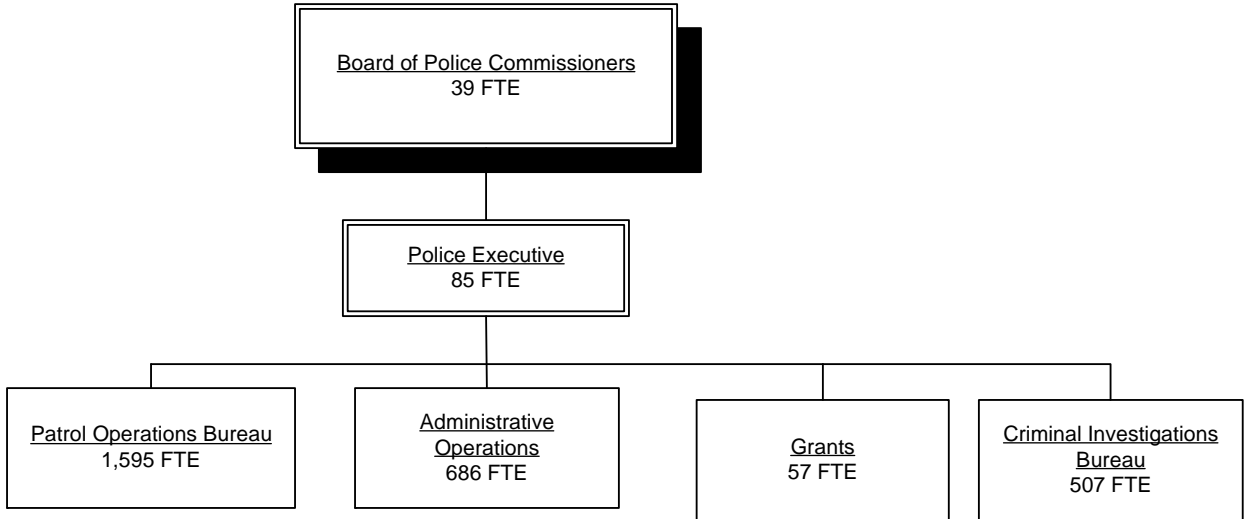 Board of Police Commissioners
39 FTE
Police Executive
85 FTE
Patrol Operations Bureau
1,595 FTE
Administrative
Operations
686 FTE
Grants
57 FTE
Criminal Investigations
Bureau
507 FTE